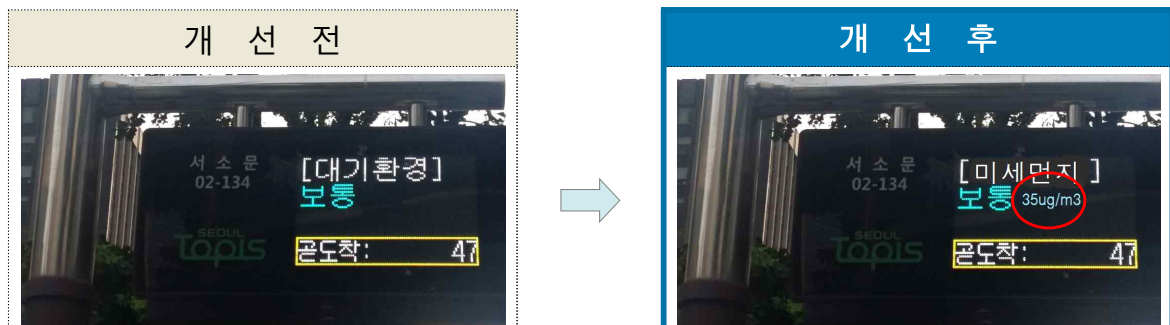 개 선 전
서 소 문
02-134
[대기환경]
보통
SEOUL
topis
곧도착: 47
개 선 후
서 소 문
02-134
[미세먼지 ]
보통 35ug/m3
SEOUL
topis
곧도착: 47